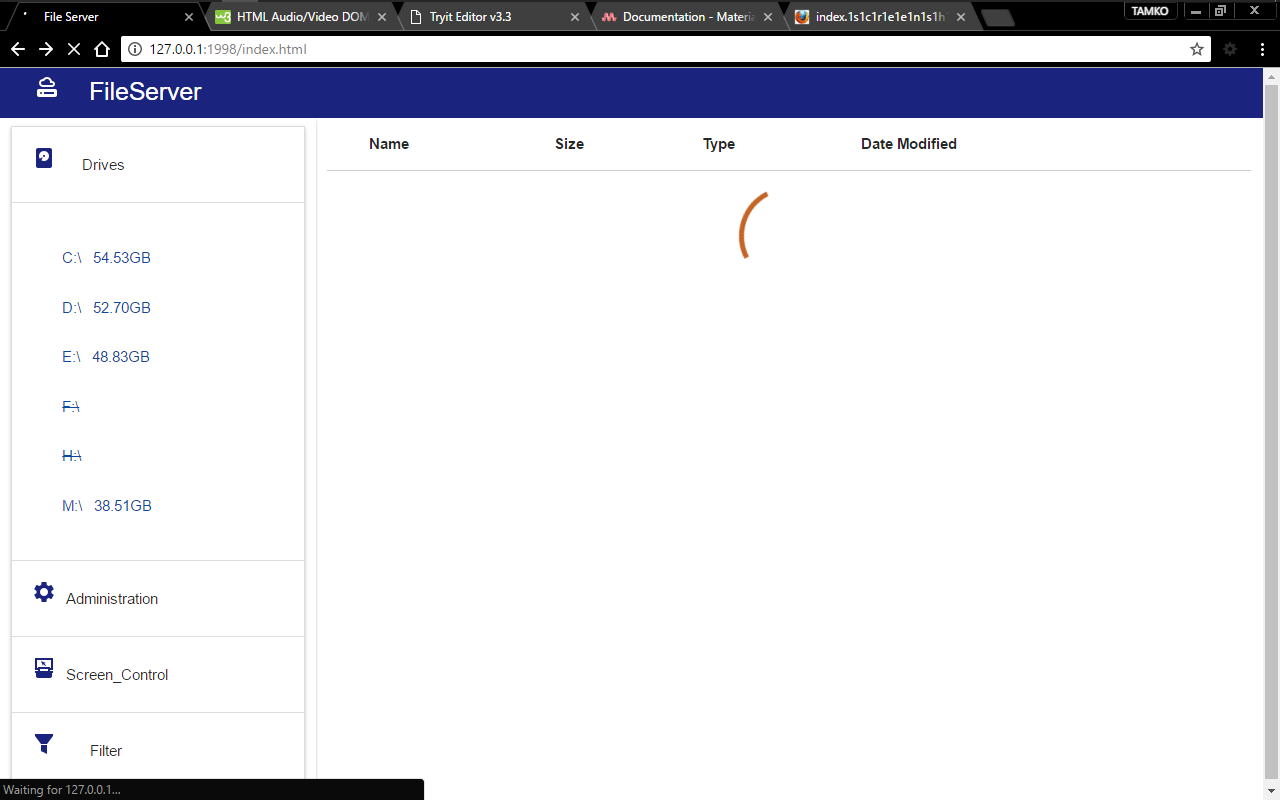 File Server
HTML Audio/Video DOM
Tryit Editor v3.3
Documentation - Materia
index.1s1c1r1e1e1n1s1h
TAMKO
127.0.0.1:1998/index.html
FileServer
Drives
C:\ 54.53GB
D:\ 52.70GB
E:\ 48.83GB
F:\
H:\
M:\ 38.51GB
Administration
Screen_Control
Filter
Name Size Type Date Modified
Waiting for 127.0.0.1...